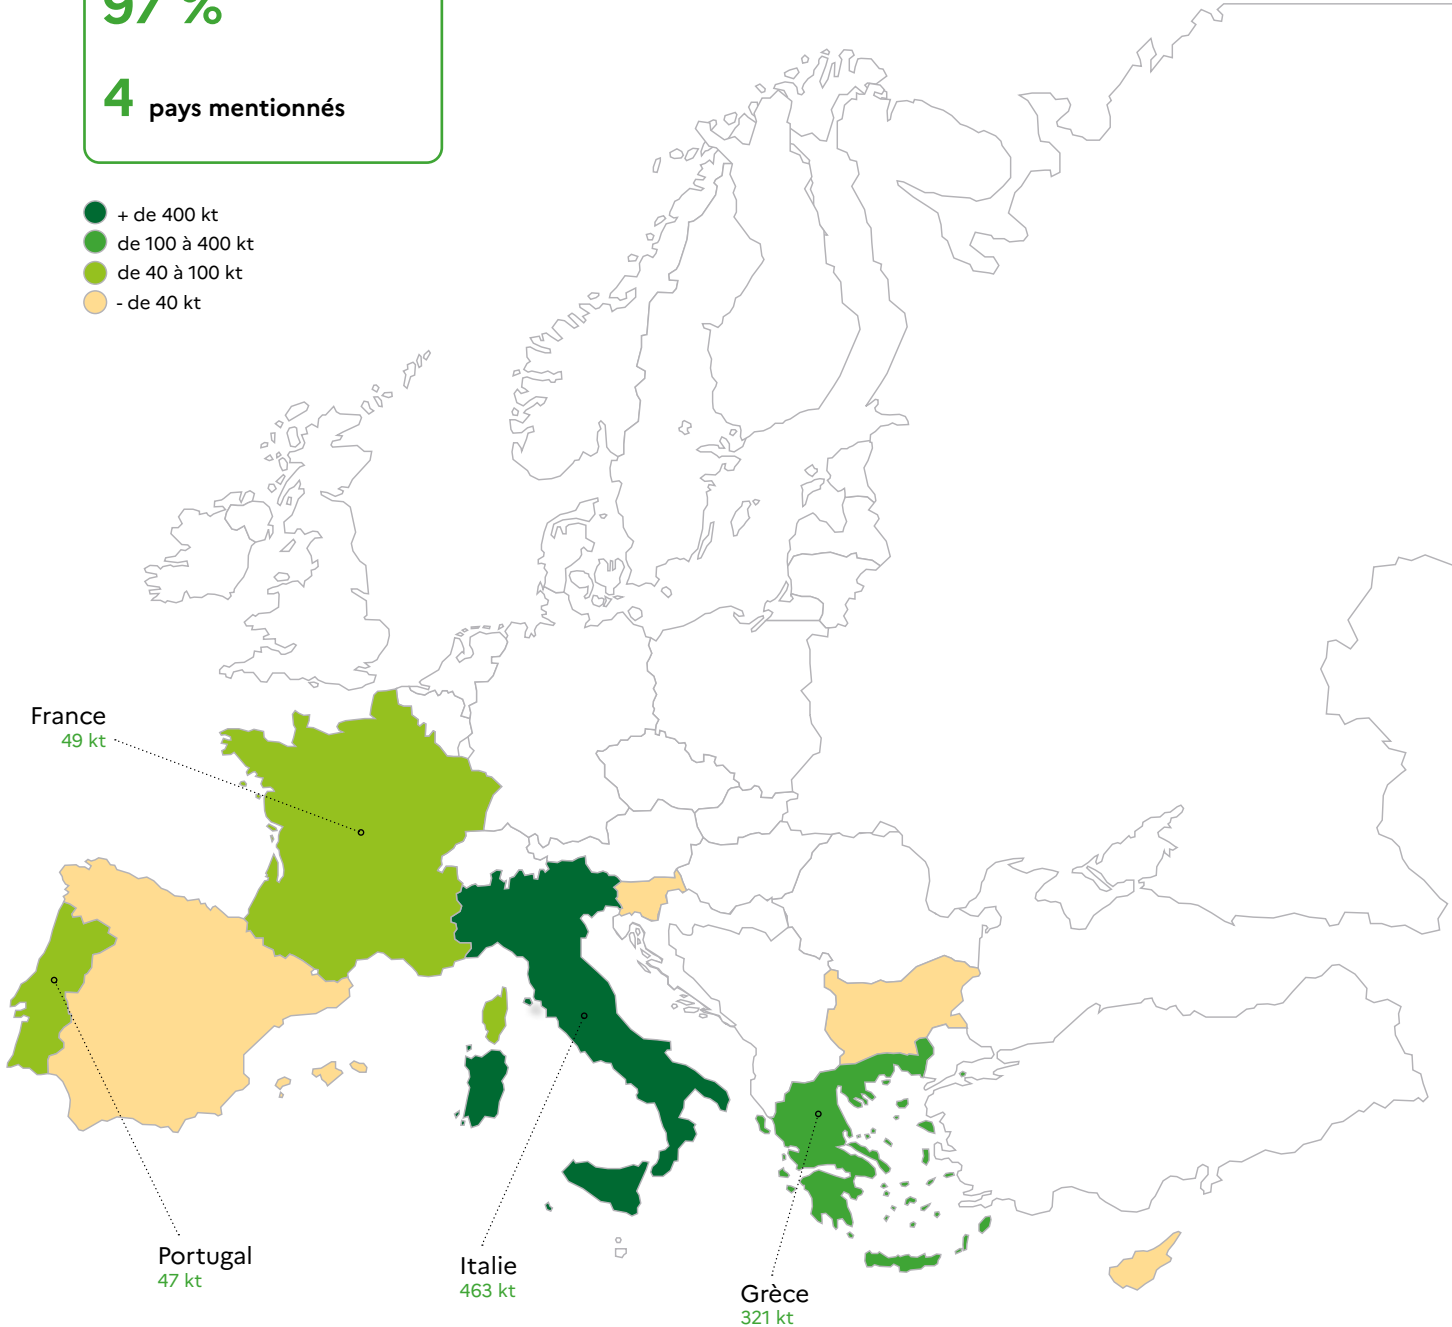 97 %
4 pays mentionnés
+ de 400 kt
de 100 à 400 kt
de 40 à 100 kt
- de 40 kt
France
49 kt
Portugal
47 kt
Italie
463 kt
Grèce
321 kt